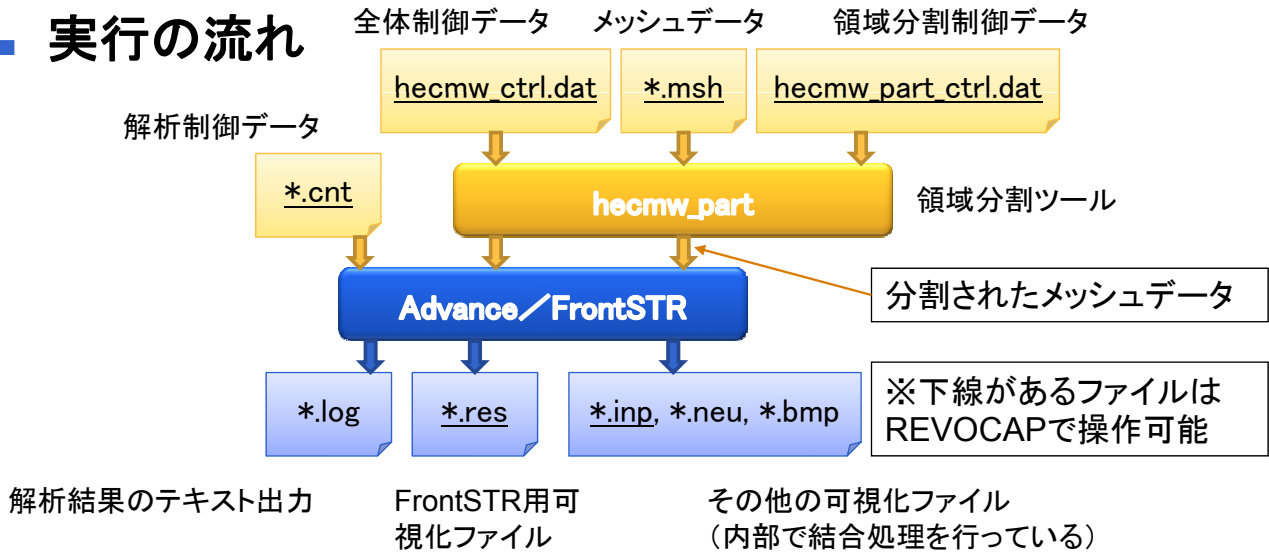 実行の流れ
全体制御データ
メッシュデータ
領域分割制御データ
hecmw_ctrl.dat
*.msh
hecmw_part_ctrl.dat
解析制御データ
*.cnt
hecmw_part
領域分割ツール
Advance／FrontSTR
分割されたメッシュデータ
*.log
*.res
*.inp, *.neu, *.bmp
※下線があるファイルは
REVOCAPで操作可能
解析結果のテキスト出力
FrontSTR用可
視化ファイル
その他の可視化ファイル
（内部で結合処理を行っている）